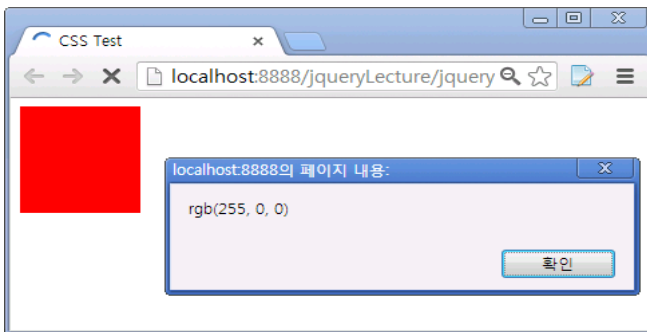 CSS Test
localhost:8888/jqueryLecture/jquery
localhost:8888의 페이지 내용:
rgb(255, 0, 0)
확인